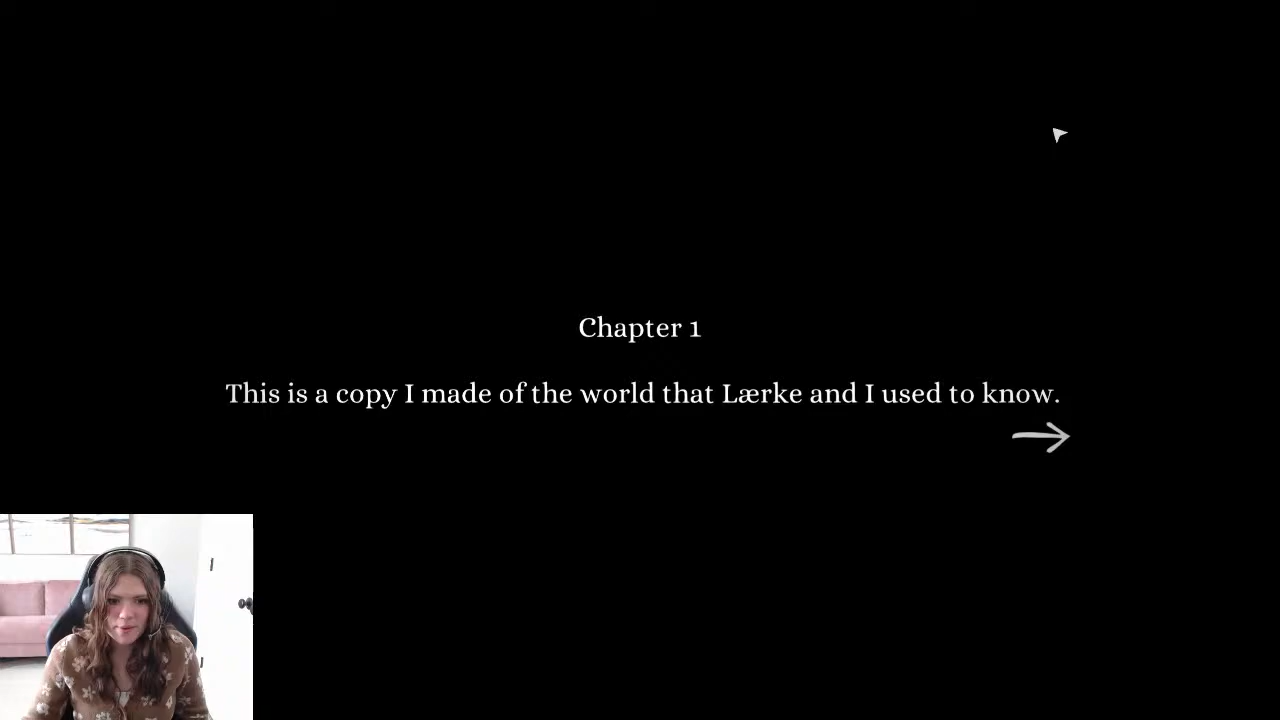 Chapter 1
This is a copy I made of the world that Lærke and I used to know.